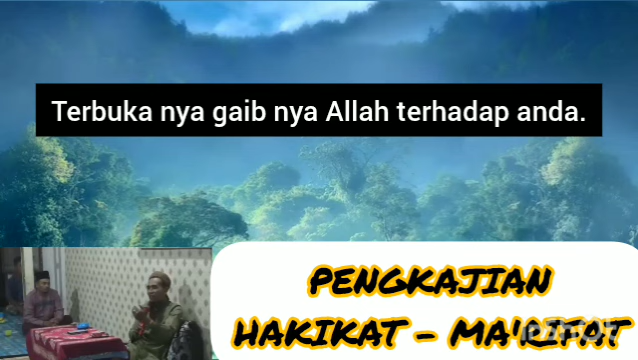 Terbuka nya gaib nya Allah terhadap anda.
PENGKAJIAN
HAKIKAT - MA'RIFAT